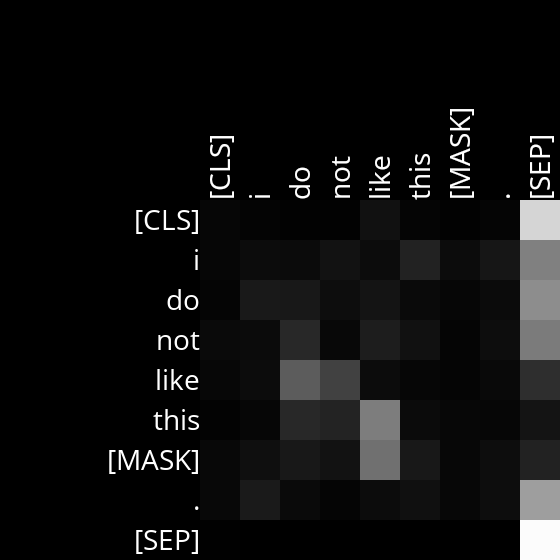 [CLS] i do not like this [MASK] . [SEP]
[CLS]
i
do
not
like
this
[MASK]
.
[SEP]